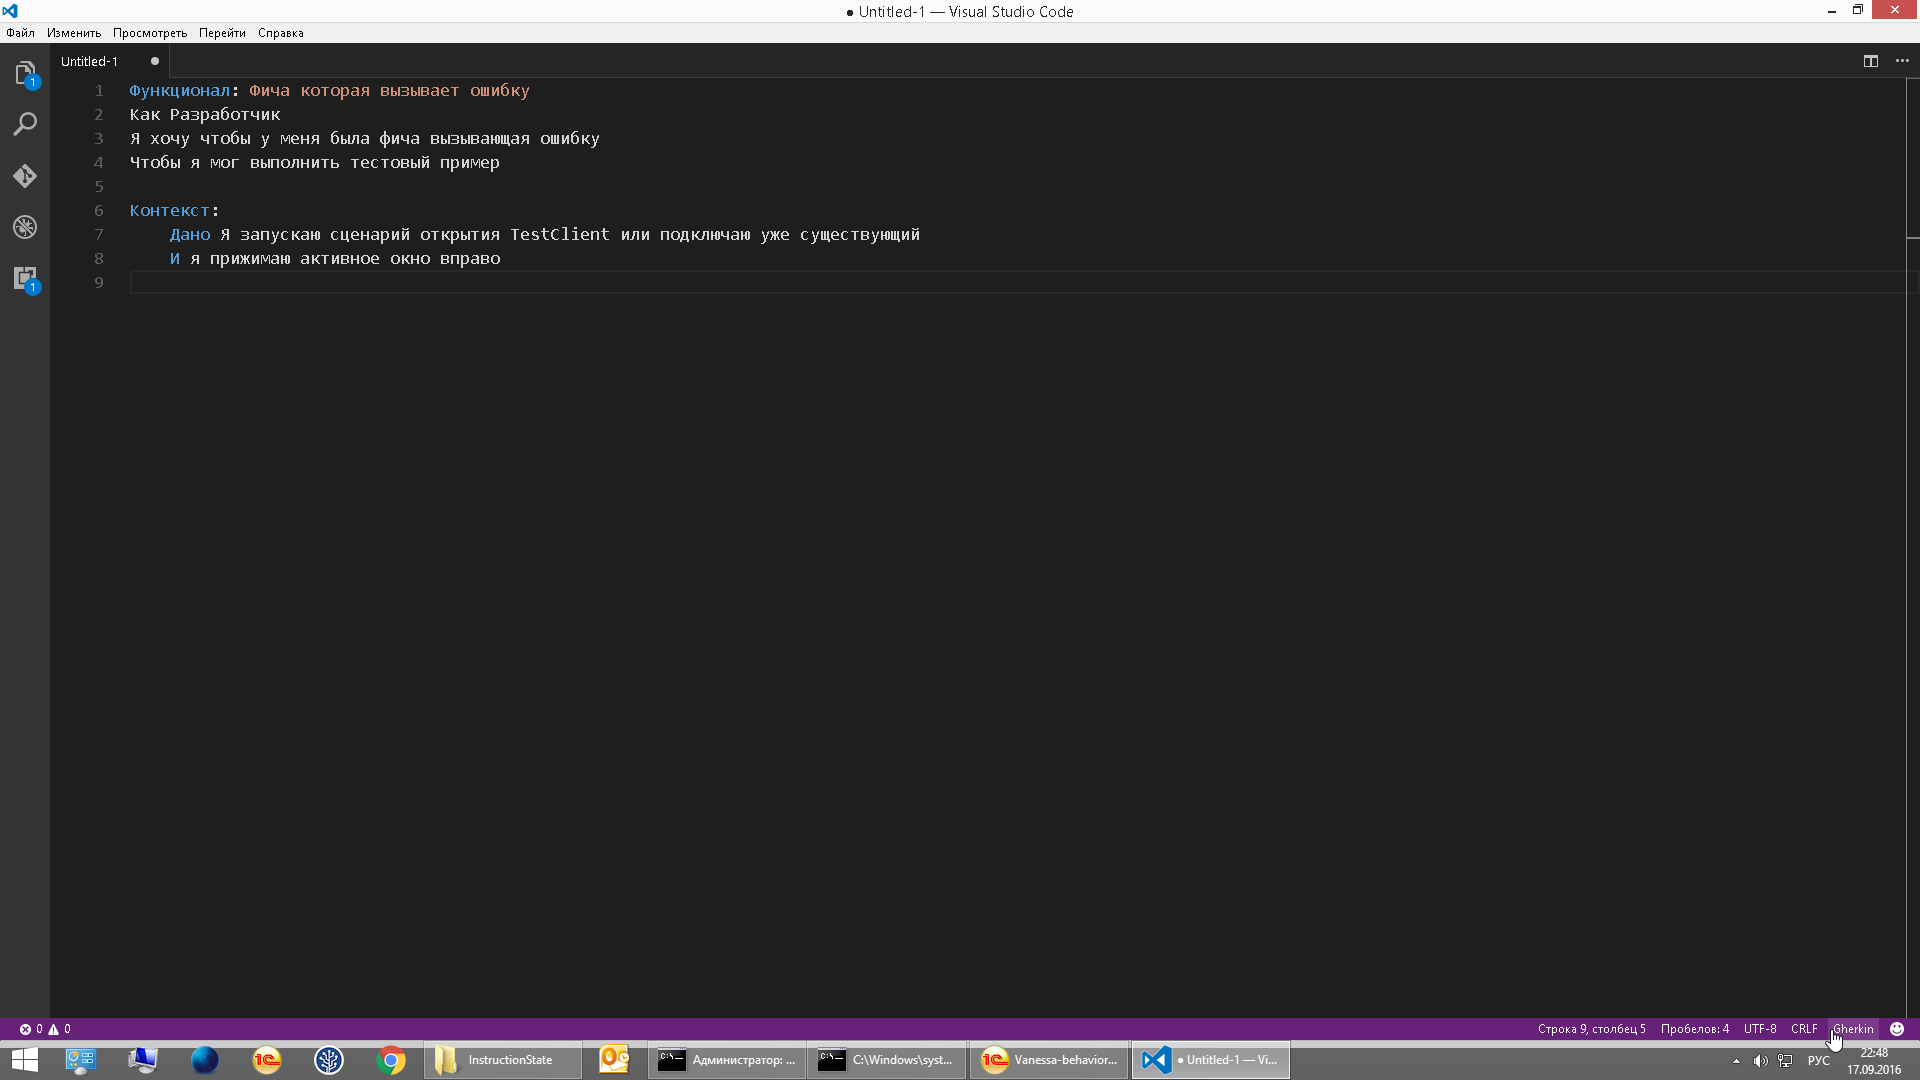 ● Untitled-1 — Visual Studio Code
Файл Изменить Просмотреть Перейти Справка
Untitled-1 ●
1 Функционал: Фича которая вызывает ошибку
2 Как Разработчик
3 Я хочу чтобы у меня была фича вызывающая ошибку
4 Чтобы я мог выполнить тестовый пример
5
6 Контекст:
7 Дано Я запускаю сценарий открытия TestClient или подключаю уже существующий
8 И я прижимаю активное окно вправо
9
1
1
0 0 Строка 9, столбец 5 Пробелов: 4 UTF-8 CRLF Gherkin
InstructionState Администратор: ... C:\Windows\syst... Vanessa-behavior... ● Untitled-1 — Vi... РУС 22:48
17.09.2016